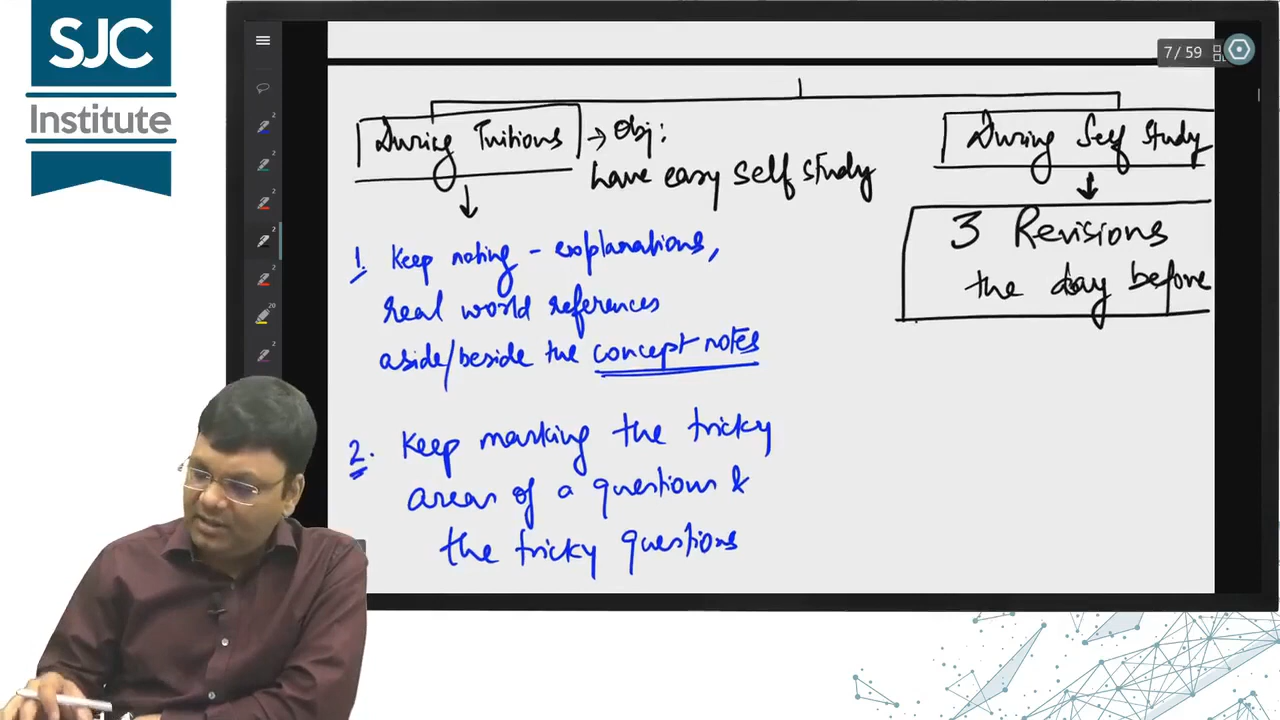 SJC
Institute
7 / 59
During Tuitions
→ Obj:
have easy self study
During Self Study
3 Revisions
the day before
1. Keep noting - explanations,
real world references
aside/beside the concept notes
2. Keep marking the tricky
areas of a questions &
the tricky questions